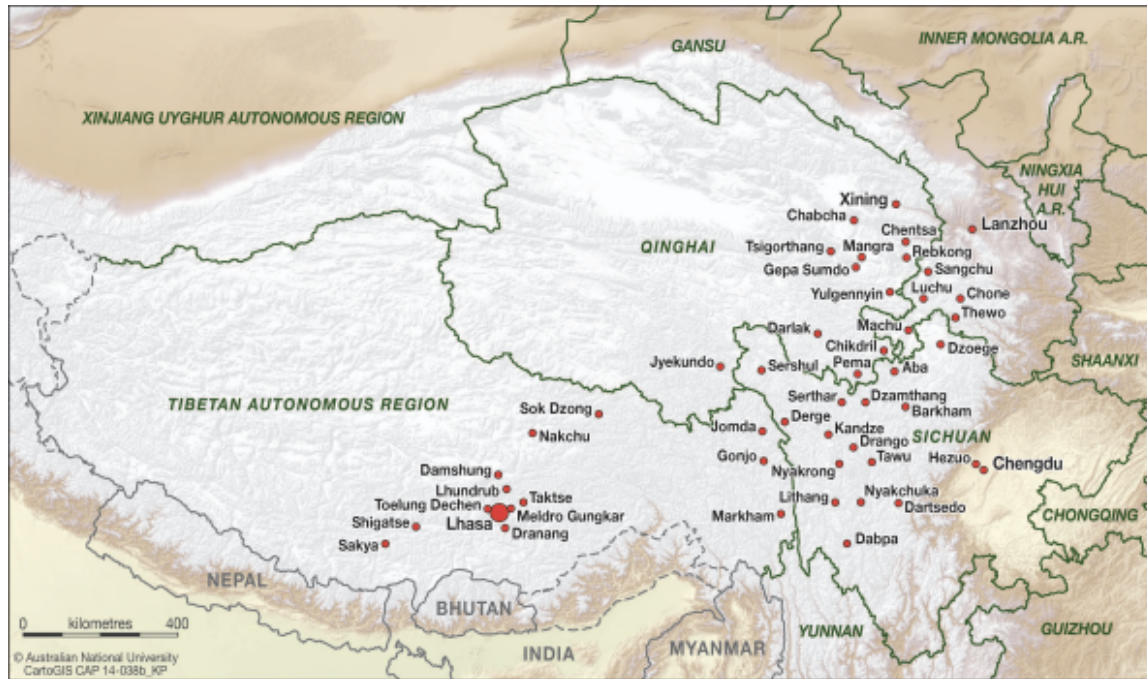 GANSU
INNER MONGOLIA A.R.
XINJIANG UYGHUR AUTONOMOUS REGION
NINGXIA
HUI
A.R.
Xining
Chabcha
Lanzhou
Chentsa
QINGHAI
Tsigorthang
Mangra
Rebkong
Gepa Sumdo
Sangchu
Yulgennyin
Luchu
Chone
Thewo
Darlak
Machu
Chikdril
Dzoege
Jyekundo
Sershul
Pema
Aba
SHAANXI
TIBETAN AUTONOMOUS REGION
Serthar
Dzamthang
Barkham
Sok Dzong
Derge
Nakchu
Jomda
Kandze
Drango
SICHUAN
Gonjo
Nyakrong
Tawu
Hezuo
Chengdu
Damshung
Lhundrub
Taktse
Toelung Dechen
Meldro Gungkar
Lhasa
Dranang
Shigatse
Sakya
Lithang
Nyakchuka
Dartsedo
Markham
Dabpa
CHONGQING
NEPAL
BHUTAN
INDIA
MYANMAR
YUNNAN
GUIZHOU
0 kilometres 400
© Australian National University
CartoGIS CAP 14-038b_KP